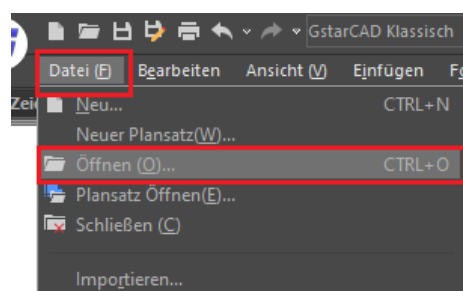 GstarCAD Klassisch
Datei (F) Bearbeiten Ansicht (V) Einfügen
Neu... CTRL+N
Neuer Plansatz(W)...
Öffnen (O)... CTRL+O
Plansatz Öffnen(E)...
Schließen (C)
Importieren...